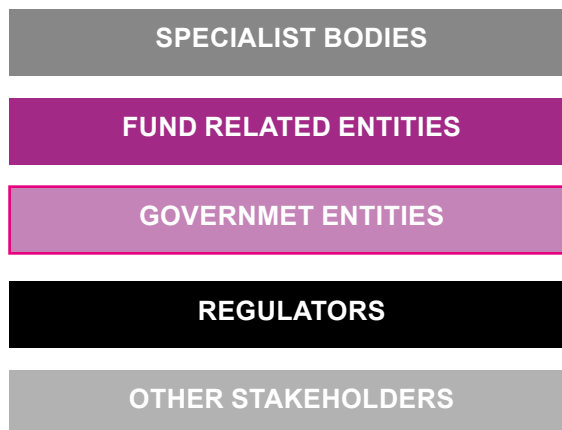 SPECIALIST BODIES
FUND RELATED ENTITIES
GOVERNMET ENTITIES
REGULATORS
OTHER STAKEHOLDERS